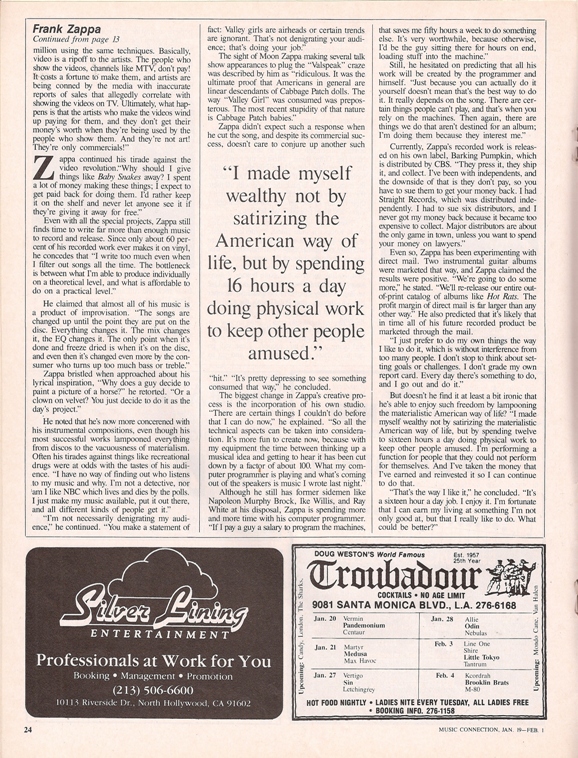 Frank Zappa
Continued from page 13
million using the same techniques. Basically,
video is a ripoff to the artists. The people who
show the videos, channels like MTV, don't pay!
It costs a fortune to make them, and artists are
being conned by the media with inaccurate
reports of sales that allegedly correlate with
showing the videos on TV. Ultimately, what hap-
pens is that the artists who make the videos wind
up paying for them, and they don't get their
money's worth when they're being used by the
people who show them. And they're not art!
They're only commercials!"
Zappa continued his tirade against the
video revolution."Why should I give
things like Baby Snakes away? I spent
a lot of money making these things; I expect to
get paid back for doing them. I'd rather keep
it on the shelf and never let anyone see it if
they're giving it away for free."
Even with all the special projects, Zappa still
finds time to write far more than enough music
to record and release. Since only about 60 per-
cent of his recorded work ever makes it on vinyl,
he concedes that "I write too much even when
I filter out songs all the time. The bottleneck
is between what I'm able to produce individually
on a theoretical level, and what is affordable to
do on a practical level."
He claimed that almost all of his music is
a product of improvisation. "The songs are
changed up until the point they are on the
disc. Everything changes. The mix changes
it, the EQ changes it. The only point when it's
done and freeze dried is when it's on the disc,
and even then it's changed even more by the con-
sumer who turns up too much bass or treble."
Zappa bristled when approached about his
lyrical inspiration, "Why does a guy decide to
paint a picture of a horse?" he retorted. "Or a
clown on velvet? You just decide to do it as the
day's project."
He noted that he's now more concerned with
his instrumental compositions, even though his
most successful works lampooned everything
from discos to the vacuousness of materialism.
Often his tirades against things like recreational
drugs were at odds with the tastes of his audi-
ence. "I have no way of finding out who listens
to my music and why. I'm not a detective, nor
am I like NBC which lives and dies by the polls.
I just make my music available, put it out there,
and all different kinds of people get it."
"I'm not necessarily denigrating my audi-
ence," he continued. "You make a statement of
fact: Valley girls are airheads or certain trends
are ignorant. That's not denigrating your audi-
ence; that's doing your job."
The sight of Moon Zappa making several talk
show appearances to plug the "Valspeak" craze
was described by him as "ridiculous. It was the
ultimate proof that Americans in general are
linear descendants of Cabbage Patch dolls. The
way "Valley Girl" was consumed was prepos-
terous. The most recent stupidity of that nature
is Cabbage Patch babies."
Zappa didn't expect such a response when
he cut the song, and despite its commercial suc-
cess, doesn't care to conjure up another such
"I made myself
wealthy not by
satirizing the
American way of
life, but by spending
16 hours a day
doing physical work
to keep other people
amused."
"hit." "It's pretty depressing to see something
consumed that way," he concluded.
The biggest change in Zappa's creative pro-
cess is the incorporation of his own studio.
"There are certain things I couldn't do before
that I can do now," he explained. "So all the
technical aspects can be taken into considera-
tion. It's more fun to create now, because with
my equipment the time between thinking up a
musical idea and getting to hear it has been cut
down by a factor of about 100. What my com-
puter programmer is playing and what's coming
out of the speakers is music I wrote last night."
Although he still has former sidemen like
Napoleon Murphy Brock, Ike Willis, and Ray
White at his disposal, Zappa is spending more
and more time with his computer programmer.
"If I pay a guy a salary to program the machines,
that saves me fifty hours a week to do something
else. It's very worthwhile, because otherwise,
I'd be the guy sitting there for hours on end,
loading stuff into the machine."
Still, he hesitated on predicting that all his
work will be created by the programmer and
himself. "Just because you can actually do it
yourself doesn't mean that's the best way to do
it. It really depends on the song. There are cer-
tain things people can't play, and that's when you
rely on the machines. Then again, there are
things we do that aren't destined for an album;
I'm doing them because they interest me."
Currently, Zappa's recorded work is releas-
ed on his own label, Barking Pumpkin, which
is distributed by CBS. "They press it, they ship
it, and collect. I've been with independents, and
the downside of that is they don't pay, so you
have to sue them to get your money back. I had
Straight Records, which was distributed inde-
pendently. I had to sue six distributors, and I
never got my money back because it became too
expensive to collect. Major distributors are about
the only game in town, unless you want to spend
your money on lawyers."
Even so, Zappa has been experimenting with
direct mail. Two instrumental guitar albums
were marketed that way, and Zappa claimed the
results were positive. "We're going to do some
more," he stated. "We'll re-release our entire out-
of-print catalog of albums like Hot Rats. The
profit margin of direct mail is far larger than any
other way." He also predicted that it's likely that
in time all of his future recorded product be
marketed through the mail.
"I just prefer to do my own things the way
I like to do it, which is without interference from
too many people. I don't stop to think about set-
ting goals or challenges. I don't grade my own
report card. Every day there's something to do,
and I go out and do it."
But doesn't he find it at least a bit ironic that
he's able to enjoy such freedom by lampooning
the materialistic American way of life? "I made
myself wealthy not by satirizing the materialistic
American way of life, but by spending twelve
to sixteen hours a day doing physical work to
keep other people amused. I'm performing a
function for people that they could not perform
for themselves. And I've taken the money that
I've earned and reinvested it so I can continue
to do that.
"That's the way I like it," he concluded. "It's
a sixteen hour a day job. I enjoy it. I'm fortunate
that I can earn my living at something I'm not
only good at, but that I really like to do. What
could be better?"
Silver Lining
ENTERTAINMENT
Professionals at Work for You
Booking • Management • Promotion
(213) 506-6600
10113 Riverside Dr., North Hollywood, CA 91602
DOUG WESTON'S World Famous
Est. 1957
25th Year
Troubadour
COCKTAILS • NO AGE LIMIT
9081 SANTA MONICA BLVD., L.A. 276-6168
Upcoming: Candy, London, The Sharks,
Jan. 20 Vermin
Pandemonium
Centaur
Jan. 21 Martyr
Medusa
Max Havoc
Jan. 27 Vertigo
Sin
Letchingrey
Jan. 28 Allie
Odin
Nebulas
Feb. 3 Line One
Shire
Little Tokyo
Tantrum
Feb. 4 Kcordrah
Brooklin Brats
M-80
Upcoming: Mondo Cane, Van Halen
HOT FOOD NIGHTLY • LADIES NITE EVERY TUESDAY, ALL LADIES FREE
• BOOKING INFO. 276-1158
24
MUSIC CONNECTION, JAN. 19—FEB. 1